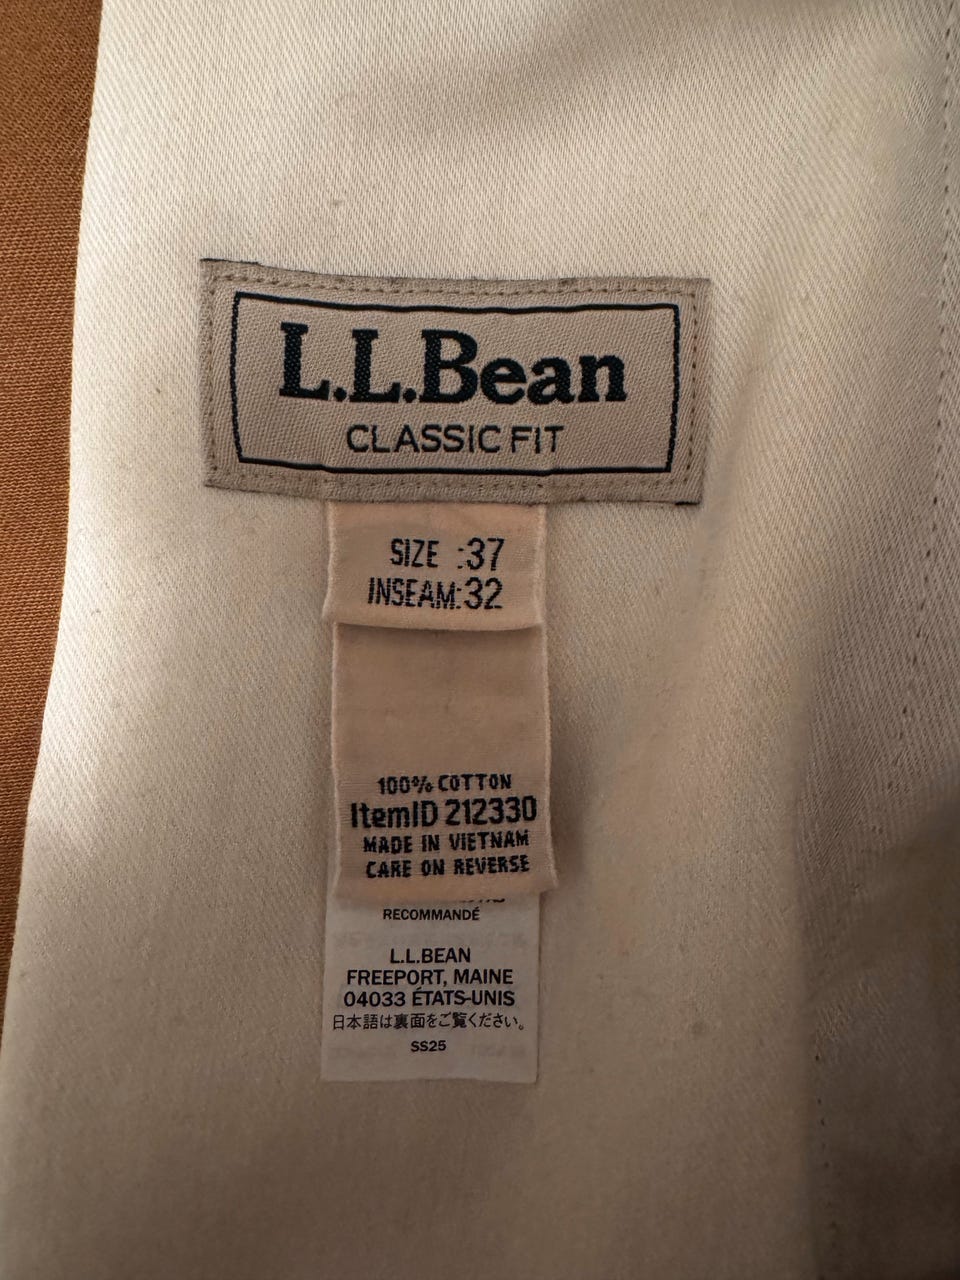 L.L.Bean
CLASSIC FIT
SIZE :37
INSEAM:32
100% COTTON
ItemID 212330
MADE IN VIETNAM
CARE ON REVERSE
RECOMMANDÉ
L.L.BEAN
FREEPORT, MAINE
04033 ÉTATS-UNIS
日本語は裏面をご覧ください。
SS25